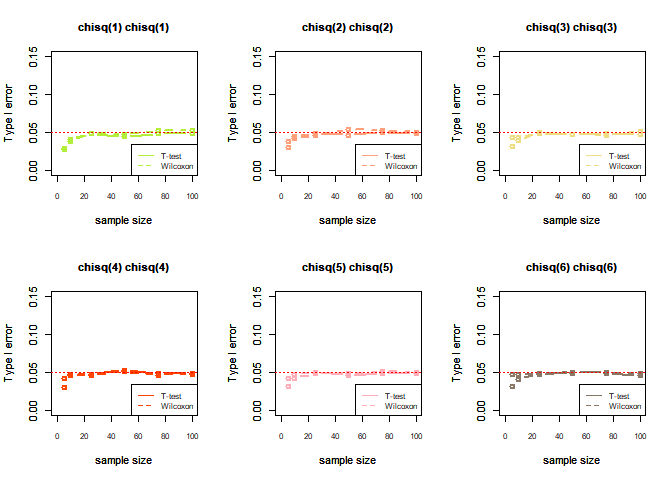 chisq(1) chisq(1)
Type I error
0.00 0.05 0.10 0.15
T-test
Wilcoxon
0 20 40 60 80 100
sample size
chisq(2) chisq(2)
Type I error
0.00 0.05 0.10 0.15
T-test
Wilcoxon
0 20 40 60 80 100
sample size
chisq(3) chisq(3)
Type I error
0.00 0.05 0.10 0.15
T-test
Wilcoxon
0 20 40 60 80 100
sample size
chisq(4) chisq(4)
Type I error
0.00 0.05 0.10 0.15
T-test
Wilcoxon
0 20 40 60 80 100
sample size
chisq(5) chisq(5)
Type I error
0.00 0.05 0.10 0.15
T-test
Wilcoxon
0 20 40 60 80 100
sample size
chisq(6) chisq(6)
Type I error
0.00 0.05 0.10 0.15
T-test
Wilcoxon
0 20 40 60 80 100
sample size